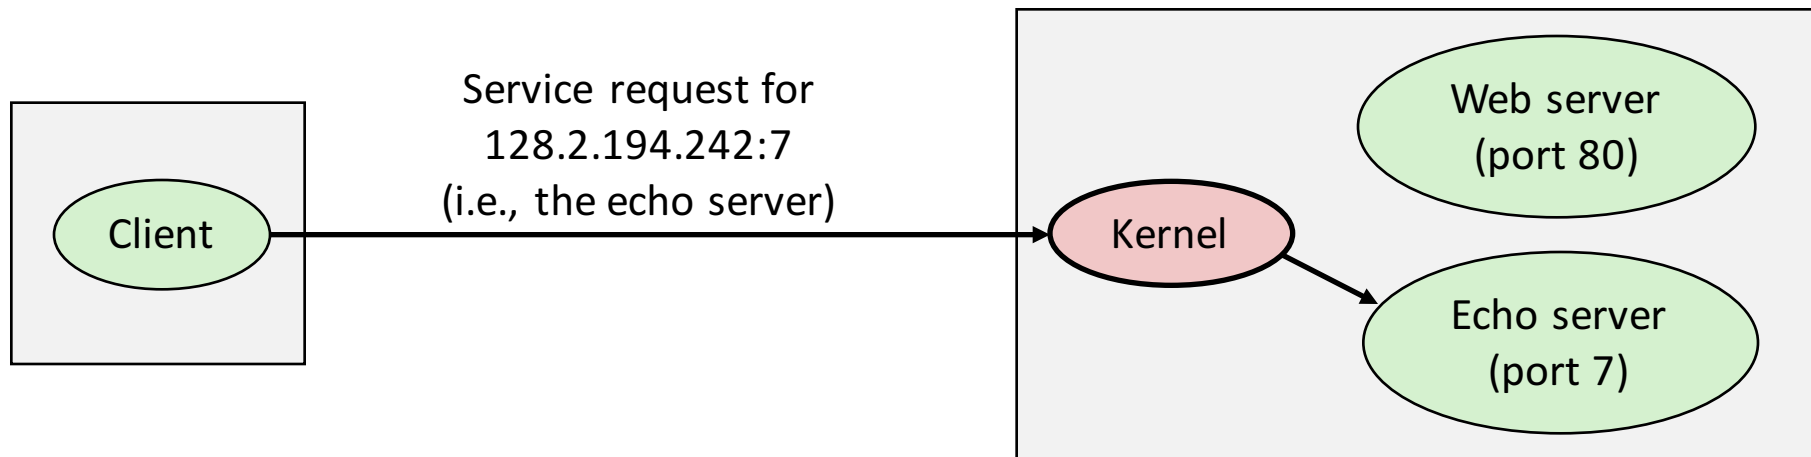 Service request for
128.2.194.242:7
(i.e., the echo server)
Client
Kernel
Web server
(port 80)
Echo server
(port 7)